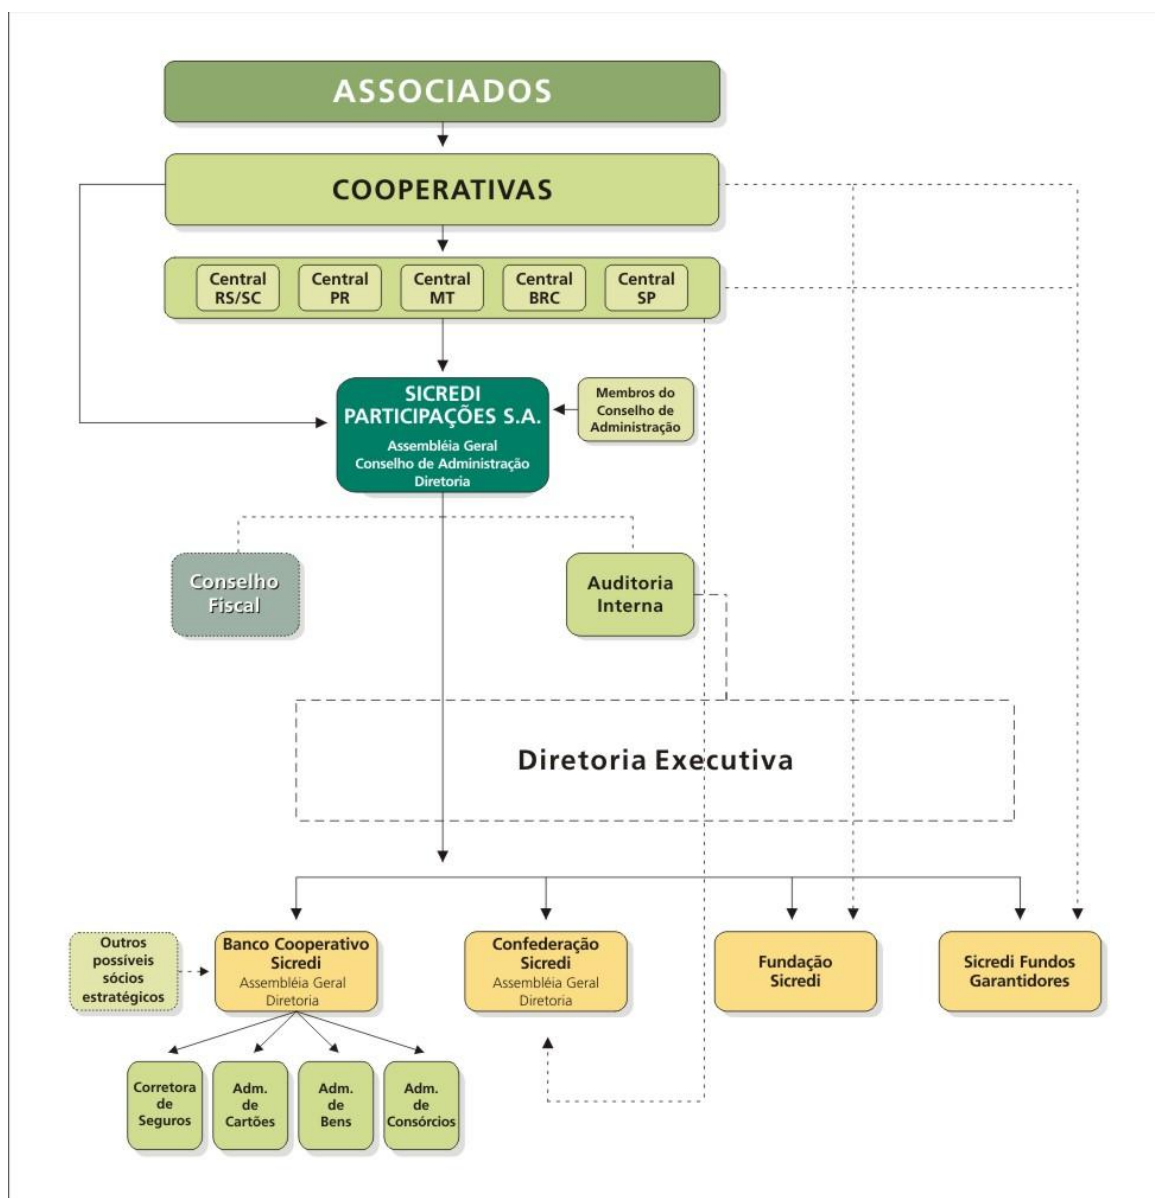 ASSOCIADOS
COOPERATIVAS
Central
RS/SC
Central
PR
Central
MT
Central
BRC
Central
SP
SICREDI
PARTICIPAÇÕES S.A.
Assembléia Geral
Conselho de Administração
Diretoria
Membros do
Conselho de
Administração
Conselho
Fiscal
Auditoria
Interna
Diretoria Executiva
Outros
possíveis
sócios
estratégicos
Banco Cooperativo
Sicredi
Assembléia Geral
Diretoria
Confederação
Sicredi
Assembléia Geral
Diretoria
Fundação
Sicredi
Sicredi Fundos
Garantidores
Corretora
de
Seguros
Adm.
de
Cartões
Adm.
de
Bens
Adm.
de
Consórcios